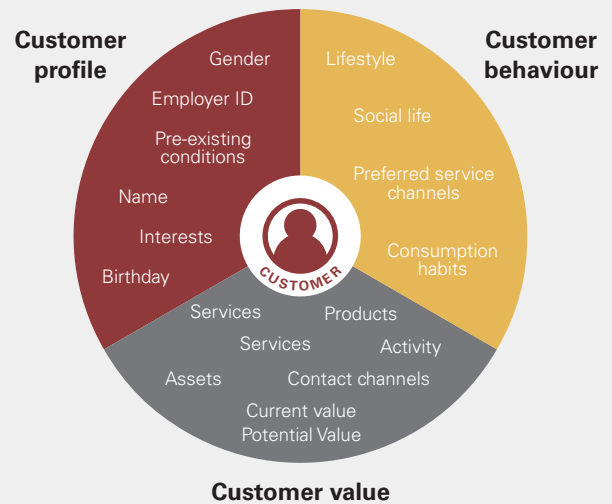 Customer
profile
Customer
behaviour
Gender
Employer ID
Pre-existing
conditions
Name
Interests
Birthday
Lifestyle
Social life
Preferred service
channels
Consumption
habits
CUSTOMER
Services
Products
Services
Activity
Assets
Contact channels
Current value
Potential Value
Customer value